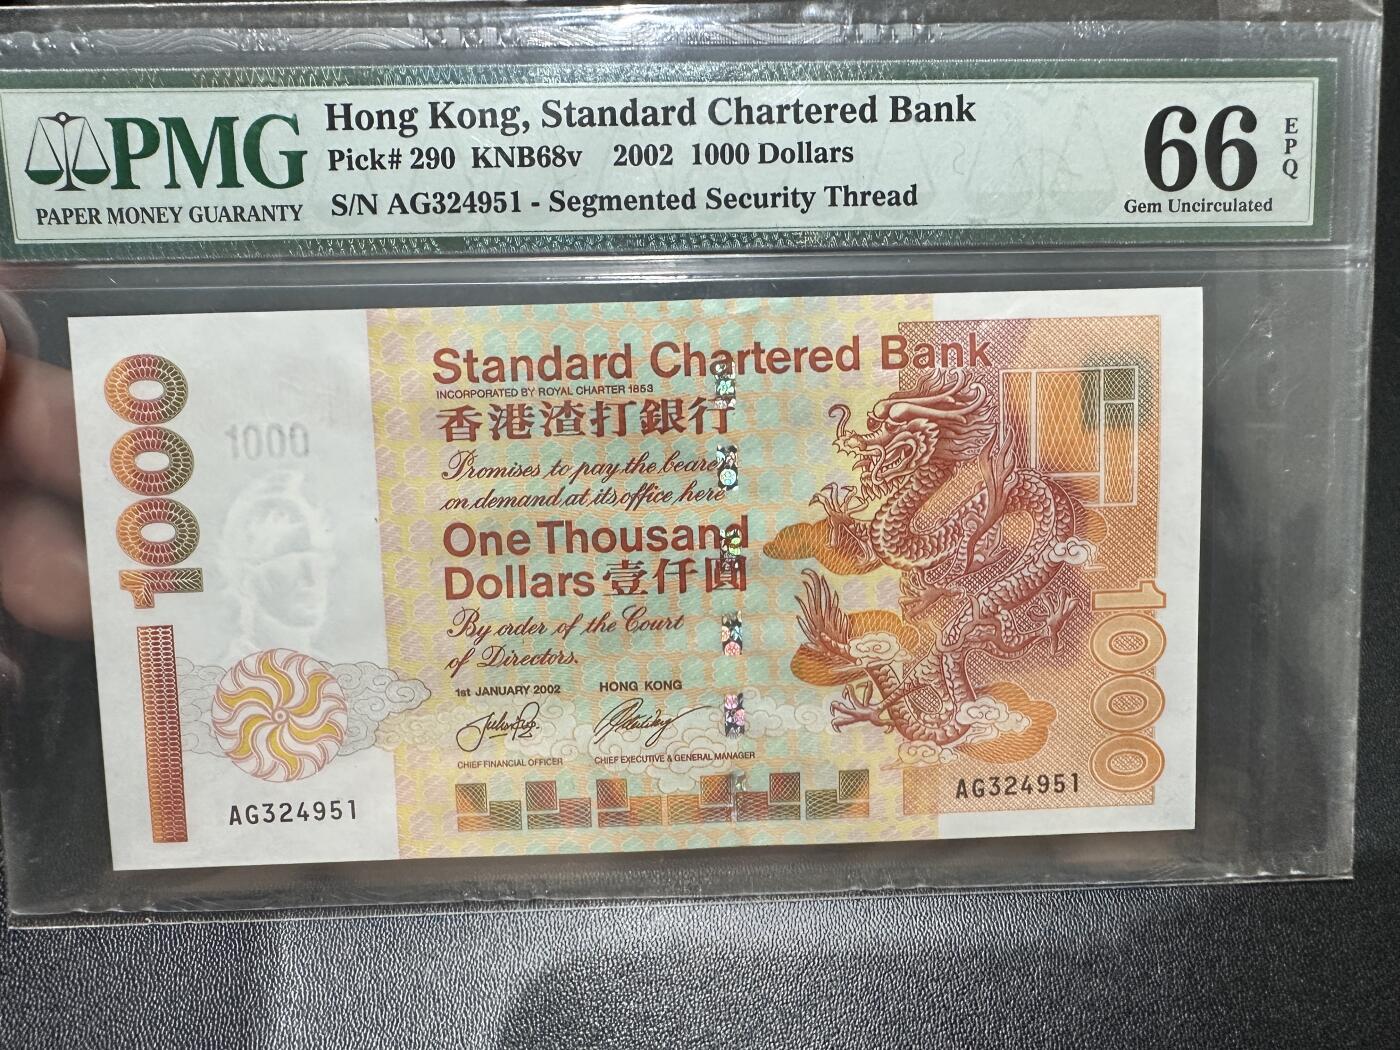 PMG
PAPER MONEY GUARANTY
Hong Kong, Standard Chartered Bank
Pick# 290 KNB68v 2002 1000 Dollars
S/N AG324951 - Segmented Security Thread
66
EPQ
Gem Uncirculated
1000
1000
Standard Chartered Bank
INCORPORATED BY ROYAL CHARTER 1853
香港渣打銀行
Promises to pay the bearer
on demand at its office here
One Thousand
Dollars 壹仟圓
By order of the Court
of Directors.
1st JANUARY 2002 HONG KONG
CHIEF FINANCIAL OFFICER CHIEF EXECUTIVE & GENERAL MANAGER
AG324951
AG324951
1000